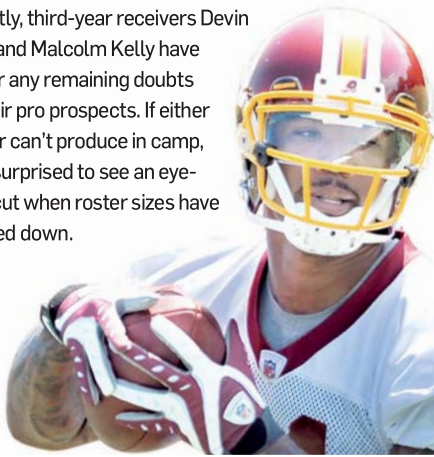 tly, third-year receivers Devin
and Malcolm Kelly have
r any remaining doubts
ir pro prospects. If either
r can't produce in camp,
surprised to see an eye-
cut when roster sizes have
ed down.